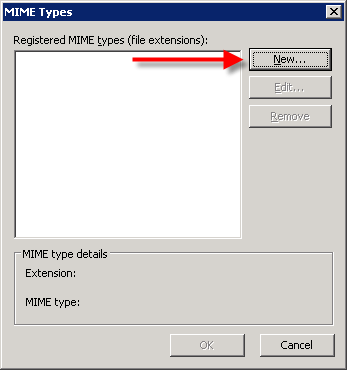 MIME Types
Registered MIME types (file extensions):
New...
Edit...
Remove
MIME type details
Extension:
MIME type:
OK
Cancel